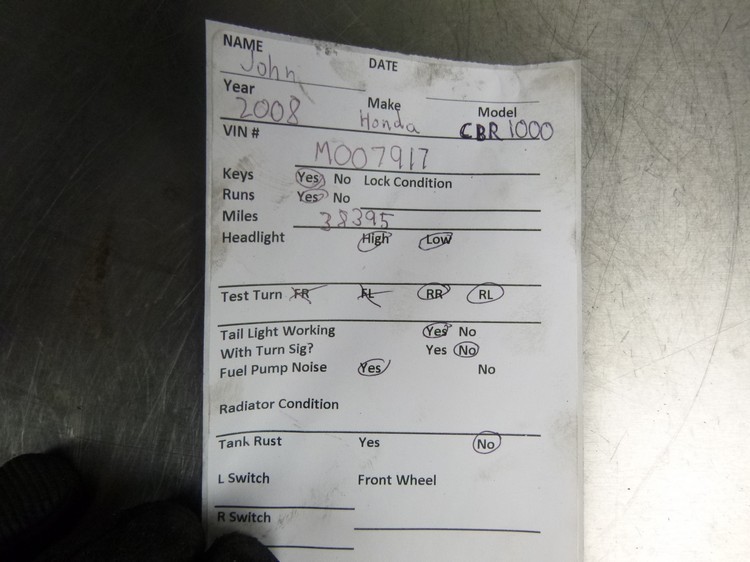 NAME John DATE
Year 2008 Make Honda Model CBR 1000
VIN # M007917
Keys Yes No Lock Condition
Runs Yes No
Miles 38395
Headlight High Low
Test Turn FR FL RR RL
Tail Light Working Yes No
With Turn Sig? Yes No
Fuel Pump Noise Yes No
Radiator Condition
Tank Rust Yes No
L Switch Front Wheel
R Switch